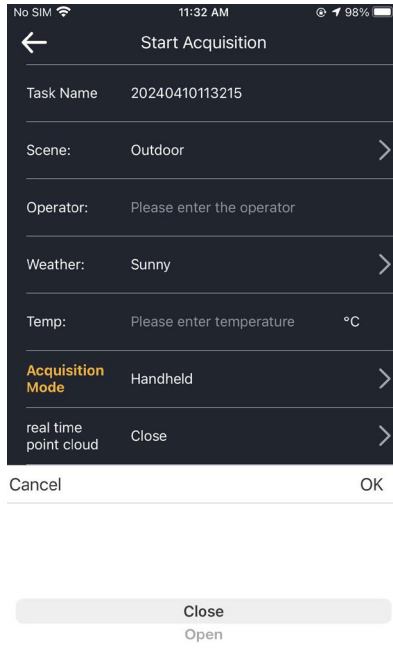 No SIM 11:32 AM 98%
Start Acquisition
Task Name 20240410113215
Scene: Outdoor
Operator: Please enter the operator
Weather: Sunny
Temp: Please enter temperature °C
Acquisition
Mode
Handheld
real time
point cloud
Close
Cancel OK
Close
Open